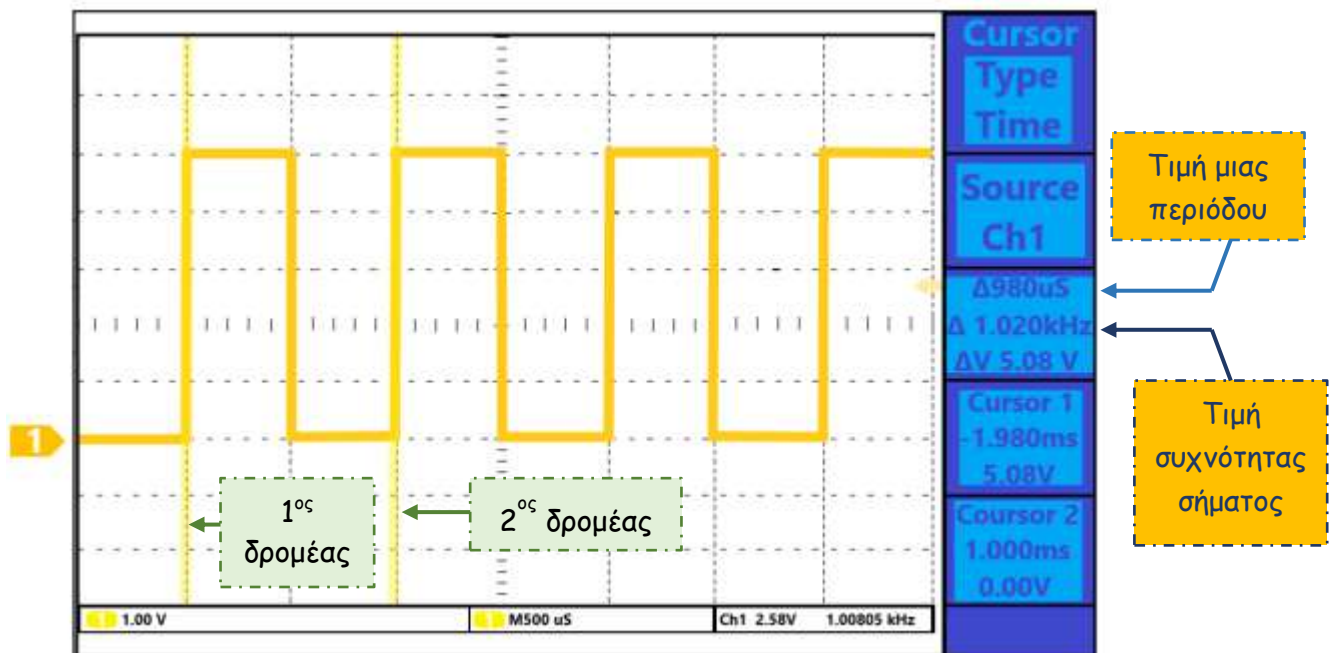 Cursor
Type
Time
Source
Ch1
Δ980uS
Δ 1.020kHz
ΔV 5.08 V
Cursor 1
-1.980ms
5.08V
Coursor 2
1.000ms
0.00V
Τιμή μιας
περιόδου
Τιμή
συχνότητας
σήματος
1
1ος
δρομέας
2ος δρομέας
1 1.00 V
1 M500 uS
Ch1 2.58V 1.00805 kHz